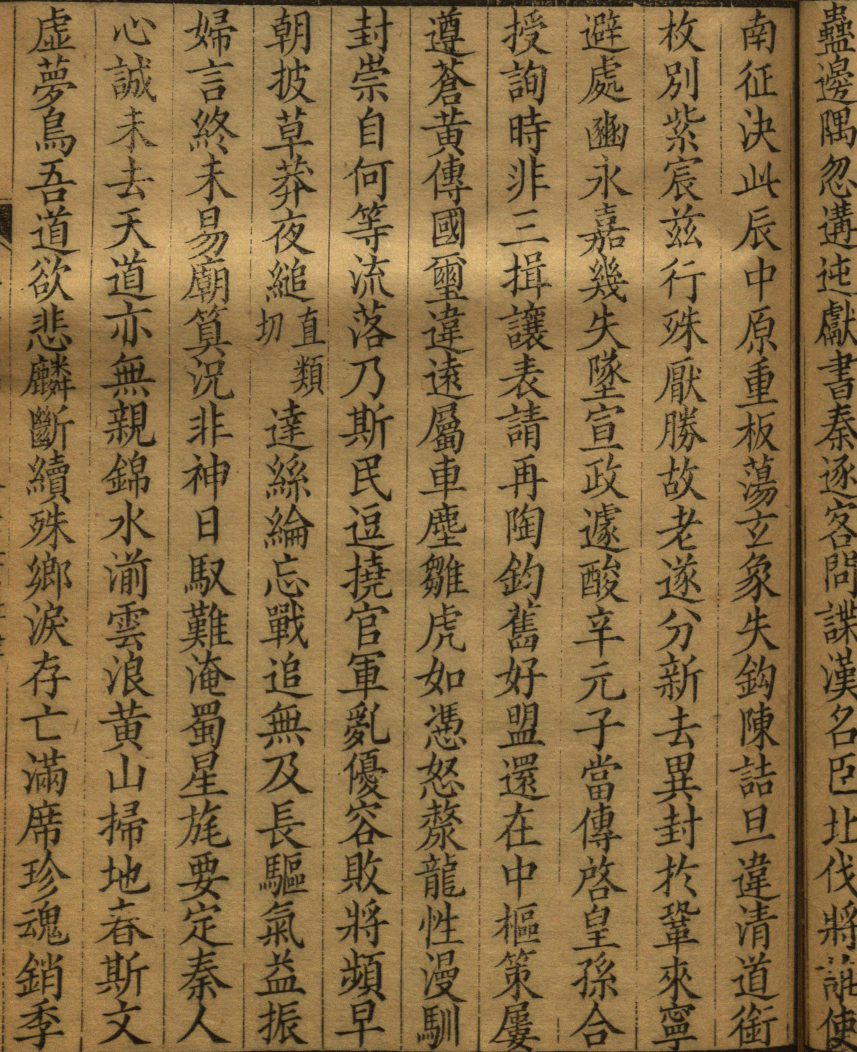 蠱邊隅忽遘迍獻書秦逐客問諜漢名臣北伐將誰使
南征決此辰中原重板蕩玄象失鈎陳詰旦違清道銜
枚別紫宸兹行殊厭勝故老遂分新去異封於鞏來寧
避處豳永嘉幾失墜宣政遽酸辛元子當傳啓皇孫合
授詢時非三揖讓表請再陶鈞舊好盟還在中樞策屢
遵蒼黄傳國璽違遠屬車塵雛虎如憑怒漦龍性漫馴
封崇自何等流落乃斯民逗撓官軍亂優容敗將頻早
朝披草莽夜縋直類切達絲綸忘戰追無及長驅氣益振
婦言終未易廟筭況非神日馭難淹蜀星旄要定秦人
心誠未去天道亦無親錦水湔雲浪黄山掃地春斯文
虛夢鳥吾道欲悲麟斷續殊鄉淚存亡滿席珍魂銷季